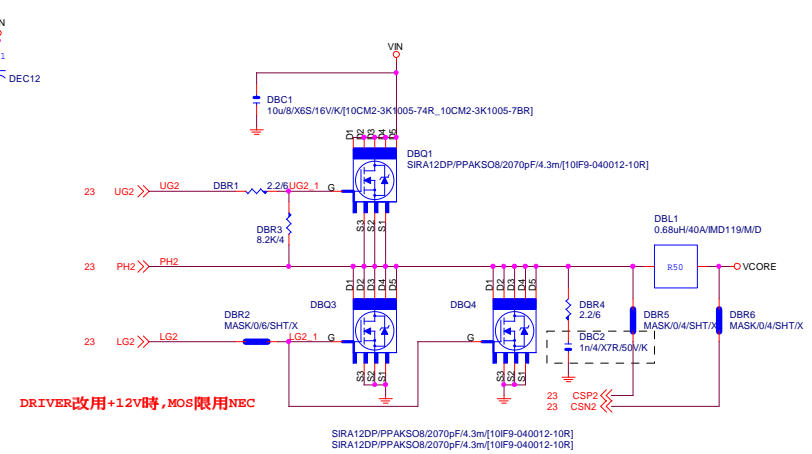 N
1
DEC12
VIN
DBC1
10u/8/X6S/16V/K/[10CM2-3K1005-74R_10CM2-3K1005-7BR]
D1 D2 D3 D4 D5
DBQ1
SIRA12DP/PPAKSO8/2070pF/4.3m/[10IF9-040012-10R]
23 UG2 UG2 DBR1 2.2/6 UG2_1 G
S3 S2 S1
DBR3
8.2K/4
DBL1
0.68uH/40A/IMD119/M/D
23 PH2 PH2
R50
VCORE
D1 D2 D3 D4 D5
D1 D2 D3 D4 D5
DBR2
MASK/0/6/SHT/X
DBQ3
DBQ4
DBR4
2.2/6
DBR5
MASK/0/4/SHT/X
DBR6
MASK/0/4/SHT/X
23 LG2 LG2 LG2_1 G
G
DBC2
1n/4/X7R/50V/K
S3 S2 S1
S3 S2 S1
23 CSP2
23 CSN2
DRIVER改用+12V時,MOS限用NEC
SIRA12DP/PPAKSO8/2070pF/4.3m/[10IF9-040012-10R]
SIRA12DP/PPAKSO8/2070pF/4.3m/[10IF9-040012-10R]